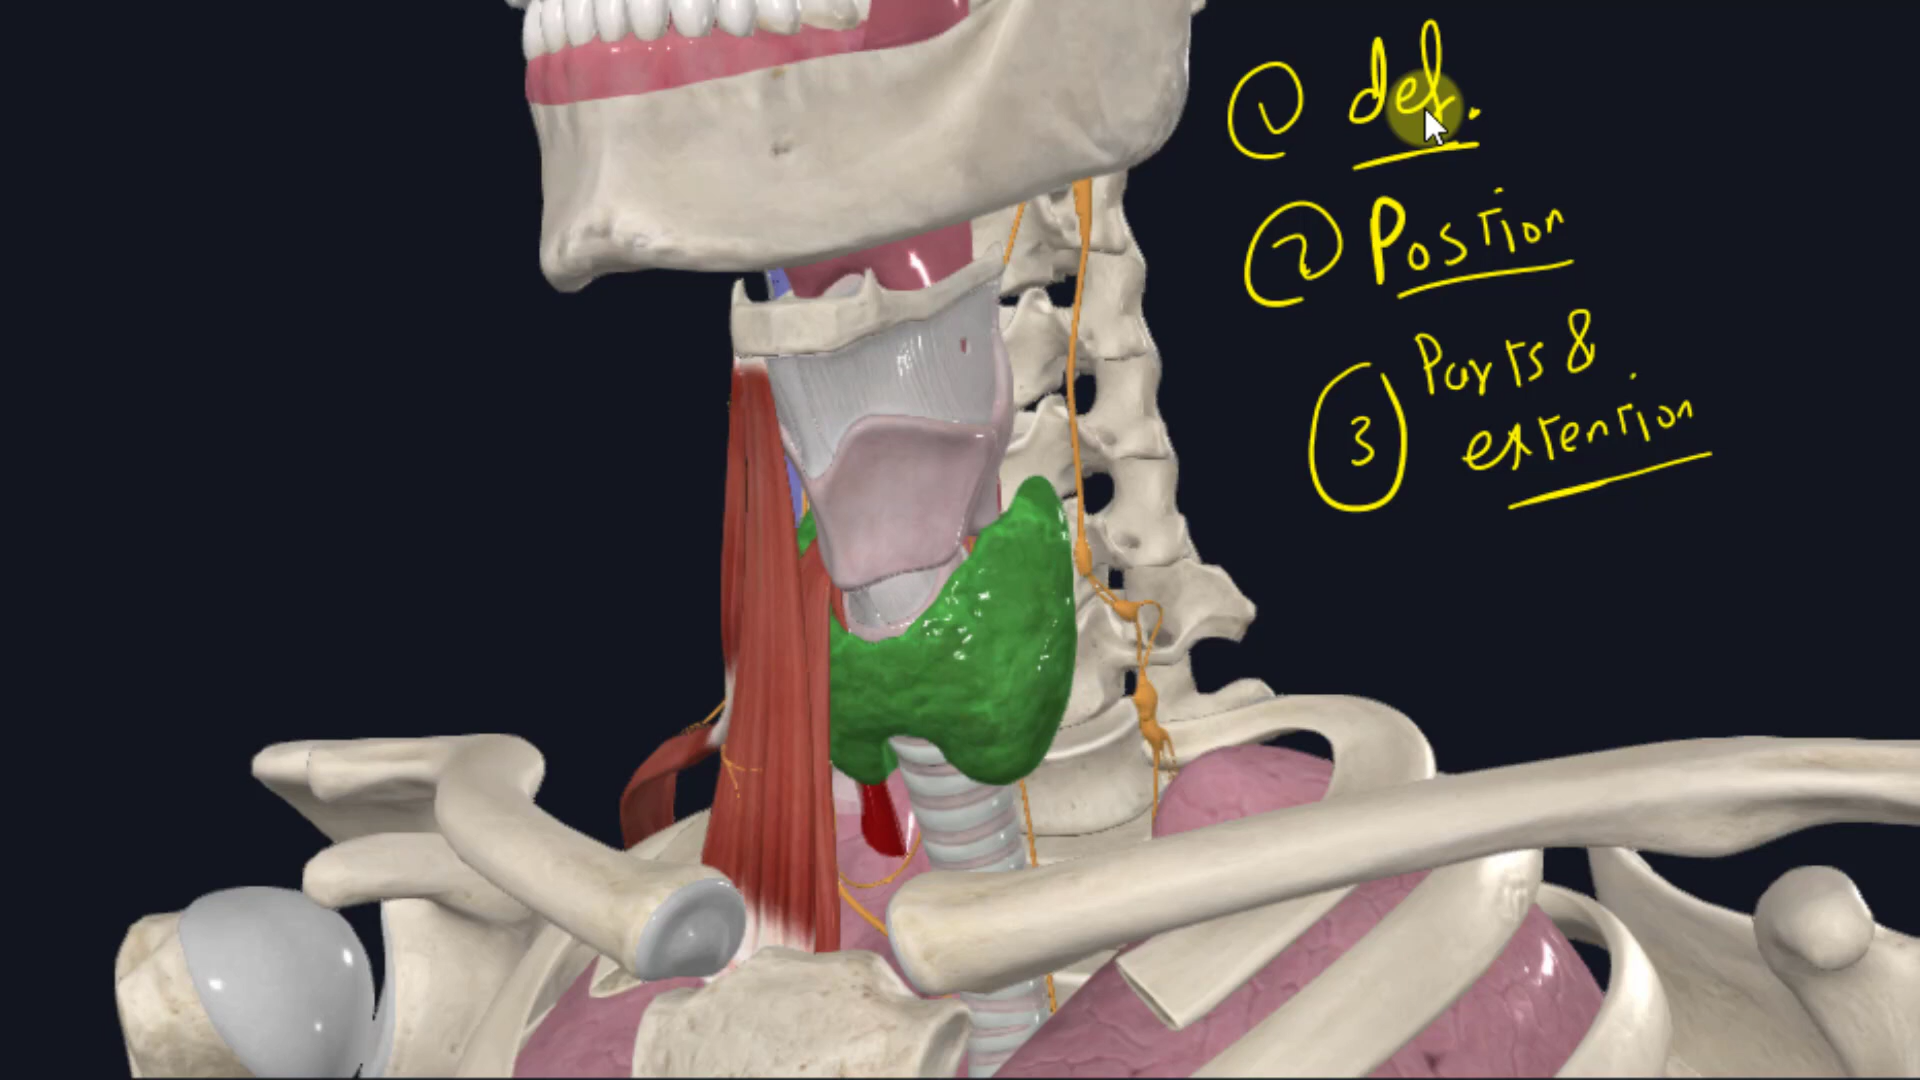 ① def.
② Postion
③ Parts &
extention